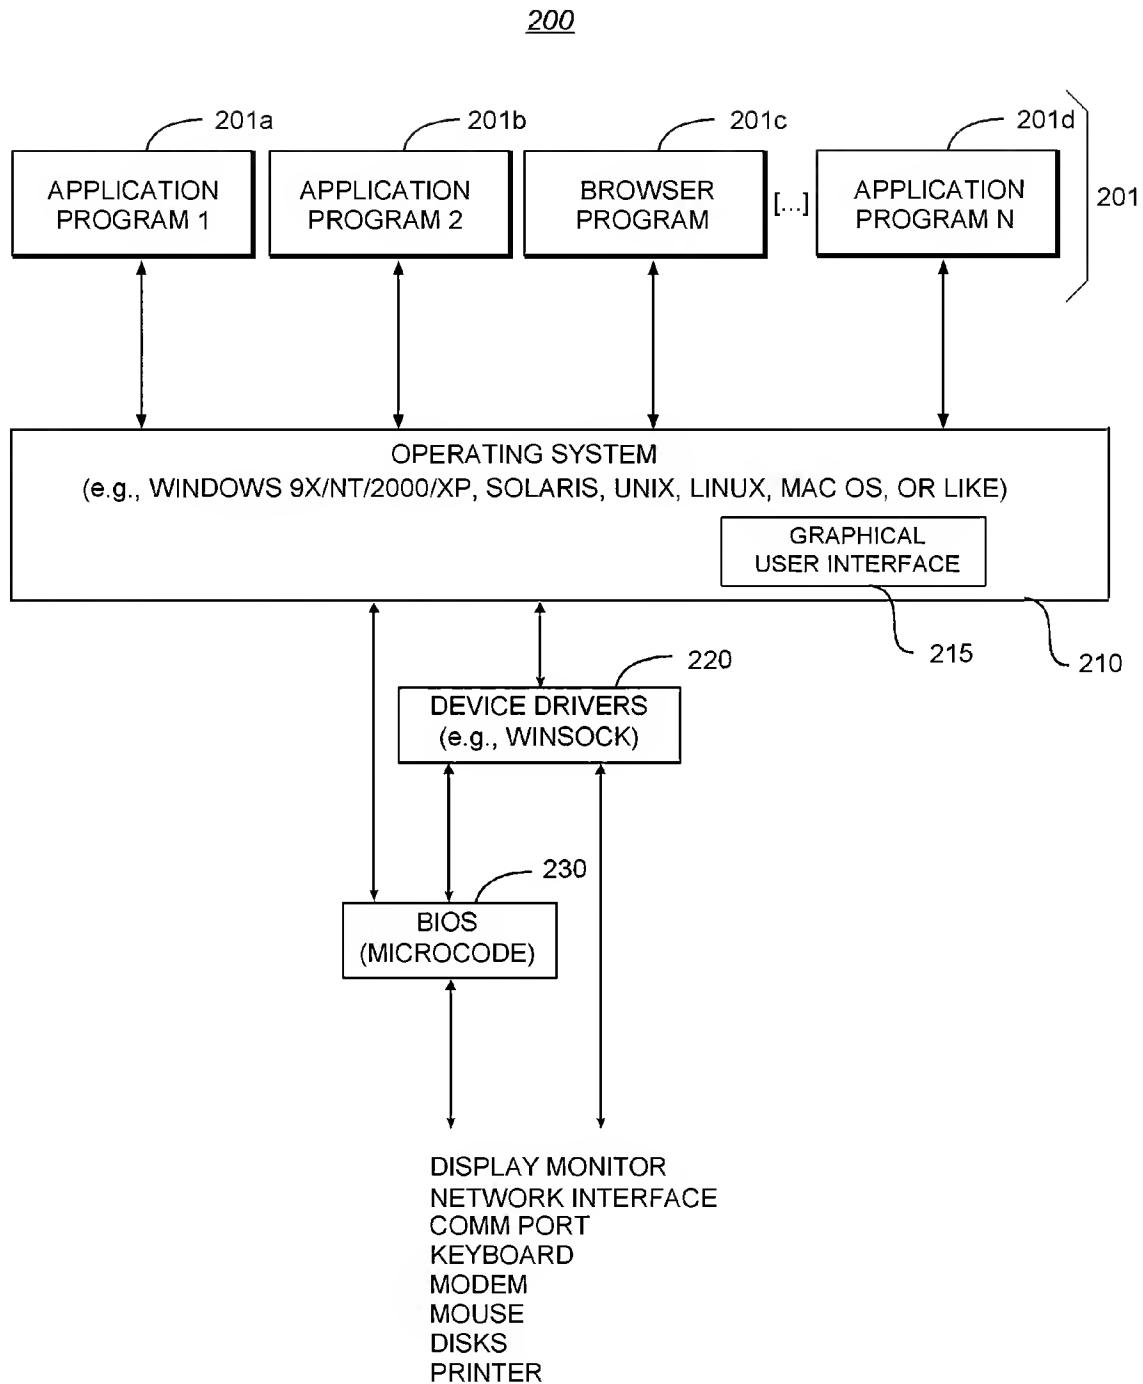 200
201a
201b
201c
201d
APPLICATION
PROGRAM 1
APPLICATION
PROGRAM 2
BROWSER
PROGRAM
[...]
APPLICATION
PROGRAM N
201
OPERATING SYSTEM
(e.g., WINDOWS 9X/NT/2000/XP, SOLARIS, UNIX, LINUX, MAC OS, OR LIKE)
GRAPHICAL
USER INTERFACE
215
210
220
DEVICE DRIVERS
(e.g., WINSOCK)
230
BIOS
(MICROCODE)
DISPLAY MONITOR
NETWORK INTERFACE
COMM PORT
KEYBOARD
MODEM
MOUSE
DISKS
PRINTER